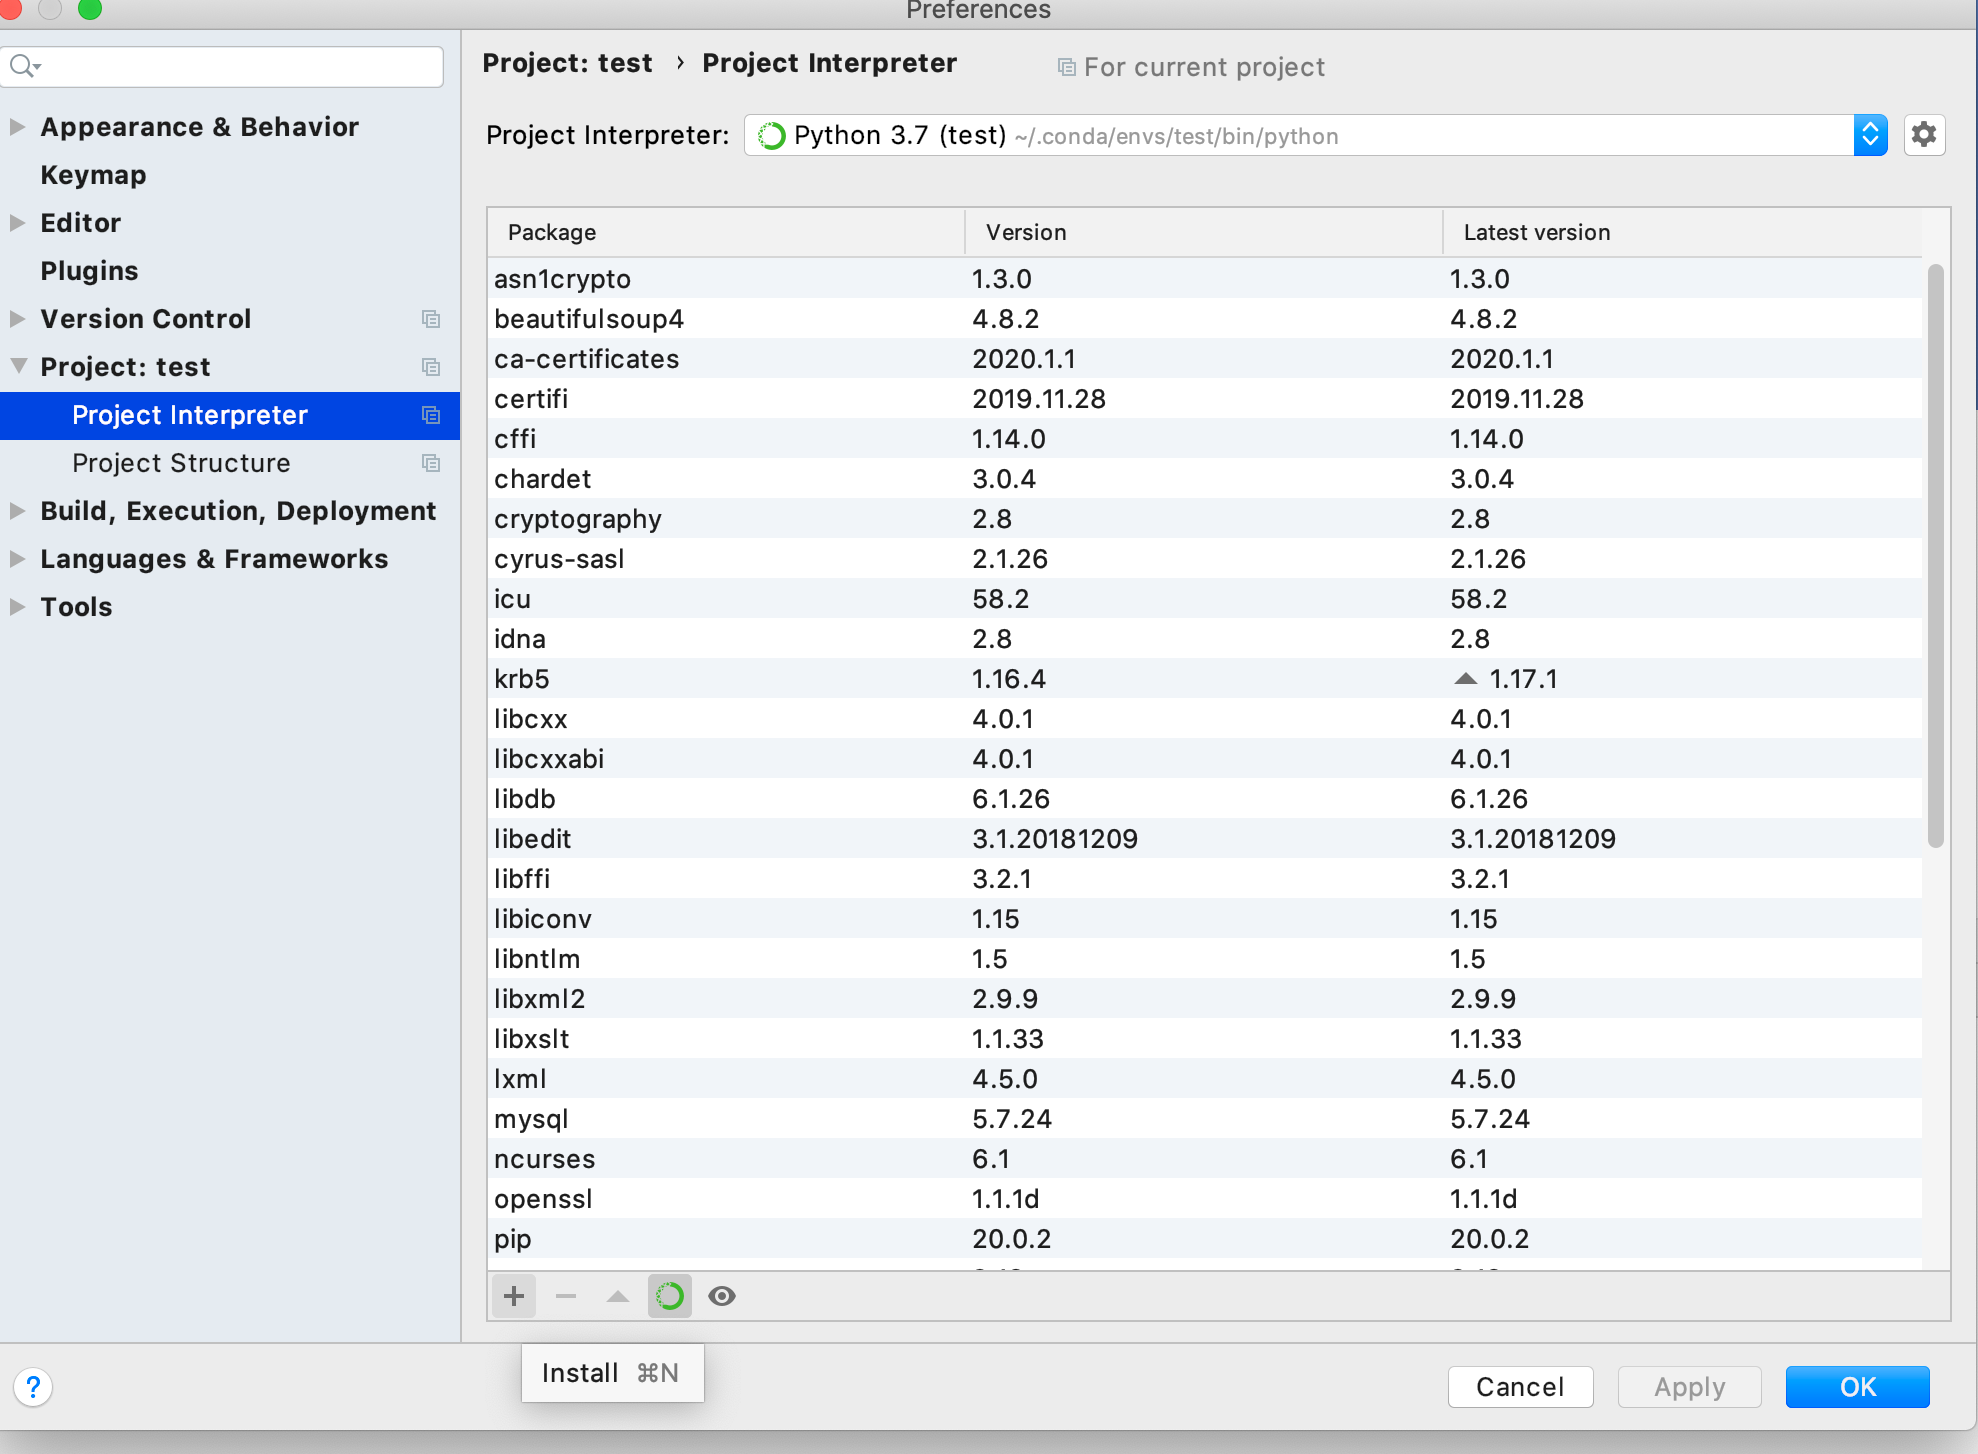 Preferences
Appearance & Behavior
Keymap
Editor
Plugins
Version Control
Project: test
Project Interpreter
Project Structure
Build, Execution, Deployment
Languages & Frameworks
Tools
Project: test › Project Interpreter For current project
Project Interpreter: Python 3.7 (test) ~/.conda/envs/test/bin/python
Package Version Latest version
asn1crypto 1.3.0 1.3.0
beautifulsoup4 4.8.2 4.8.2
ca-certificates 2020.1.1 2020.1.1
certifi 2019.11.28 2019.11.28
cffi 1.14.0 1.14.0
chardet 3.0.4 3.0.4
cryptography 2.8 2.8
cyrus-sasl 2.1.26 2.1.26
icu 58.2 58.2
idna 2.8 2.8
krb5 1.16.4 1.17.1
libcxx 4.0.1 4.0.1
libcxxabi 4.0.1 4.0.1
libdb 6.1.26 6.1.26
libedit 3.1.20181209 3.1.20181209
libffi 3.2.1 3.2.1
libiconv 1.15 1.15
libntlm 1.5 1.5
libxml2 2.9.9 2.9.9
libxslt 1.1.33 1.1.33
lxml 4.5.0 4.5.0
mysql 5.7.24 5.7.24
ncurses 6.1 6.1
openssl 1.1.1d 1.1.1d
pip 20.0.2 20.0.2
Install ⌘N
? Cancel Apply OK